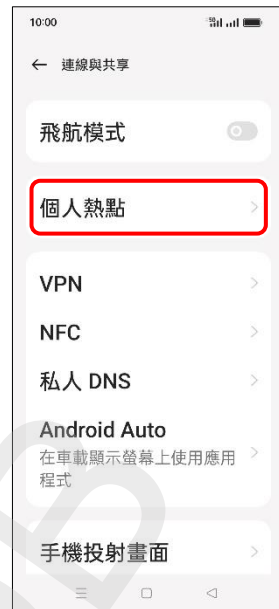 10:00
5G
連線與共享
飛航模式
個人熱點
VPN
NFC
私人 DNS
Android Auto
在車載顯示螢幕上使用應用
程式
手機投射畫面